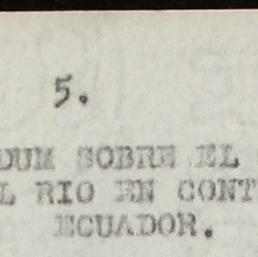 5.
DUM SOBRE EL
L RIO EN CONT
ECUADOR.